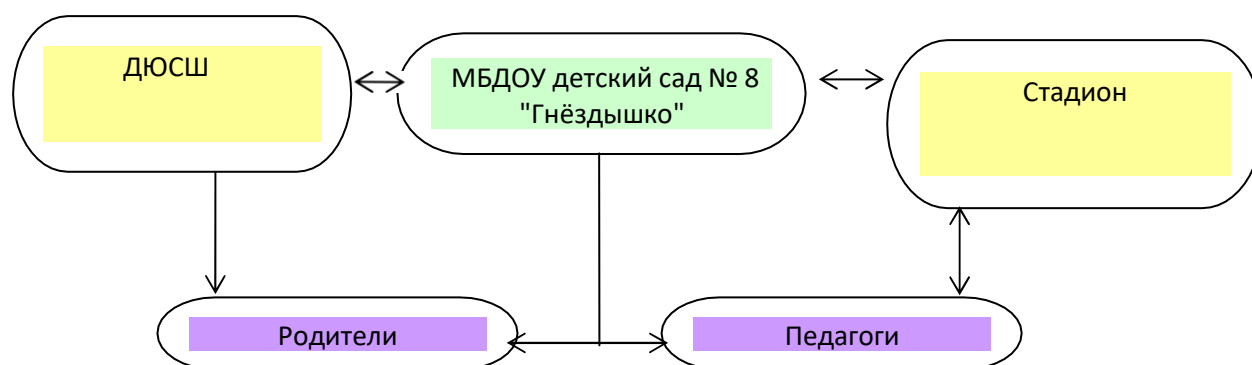 ДЮСШ
МБДОУ детский сад № 8
"Гнёздышко"
Стадион
Родители
Педагоги